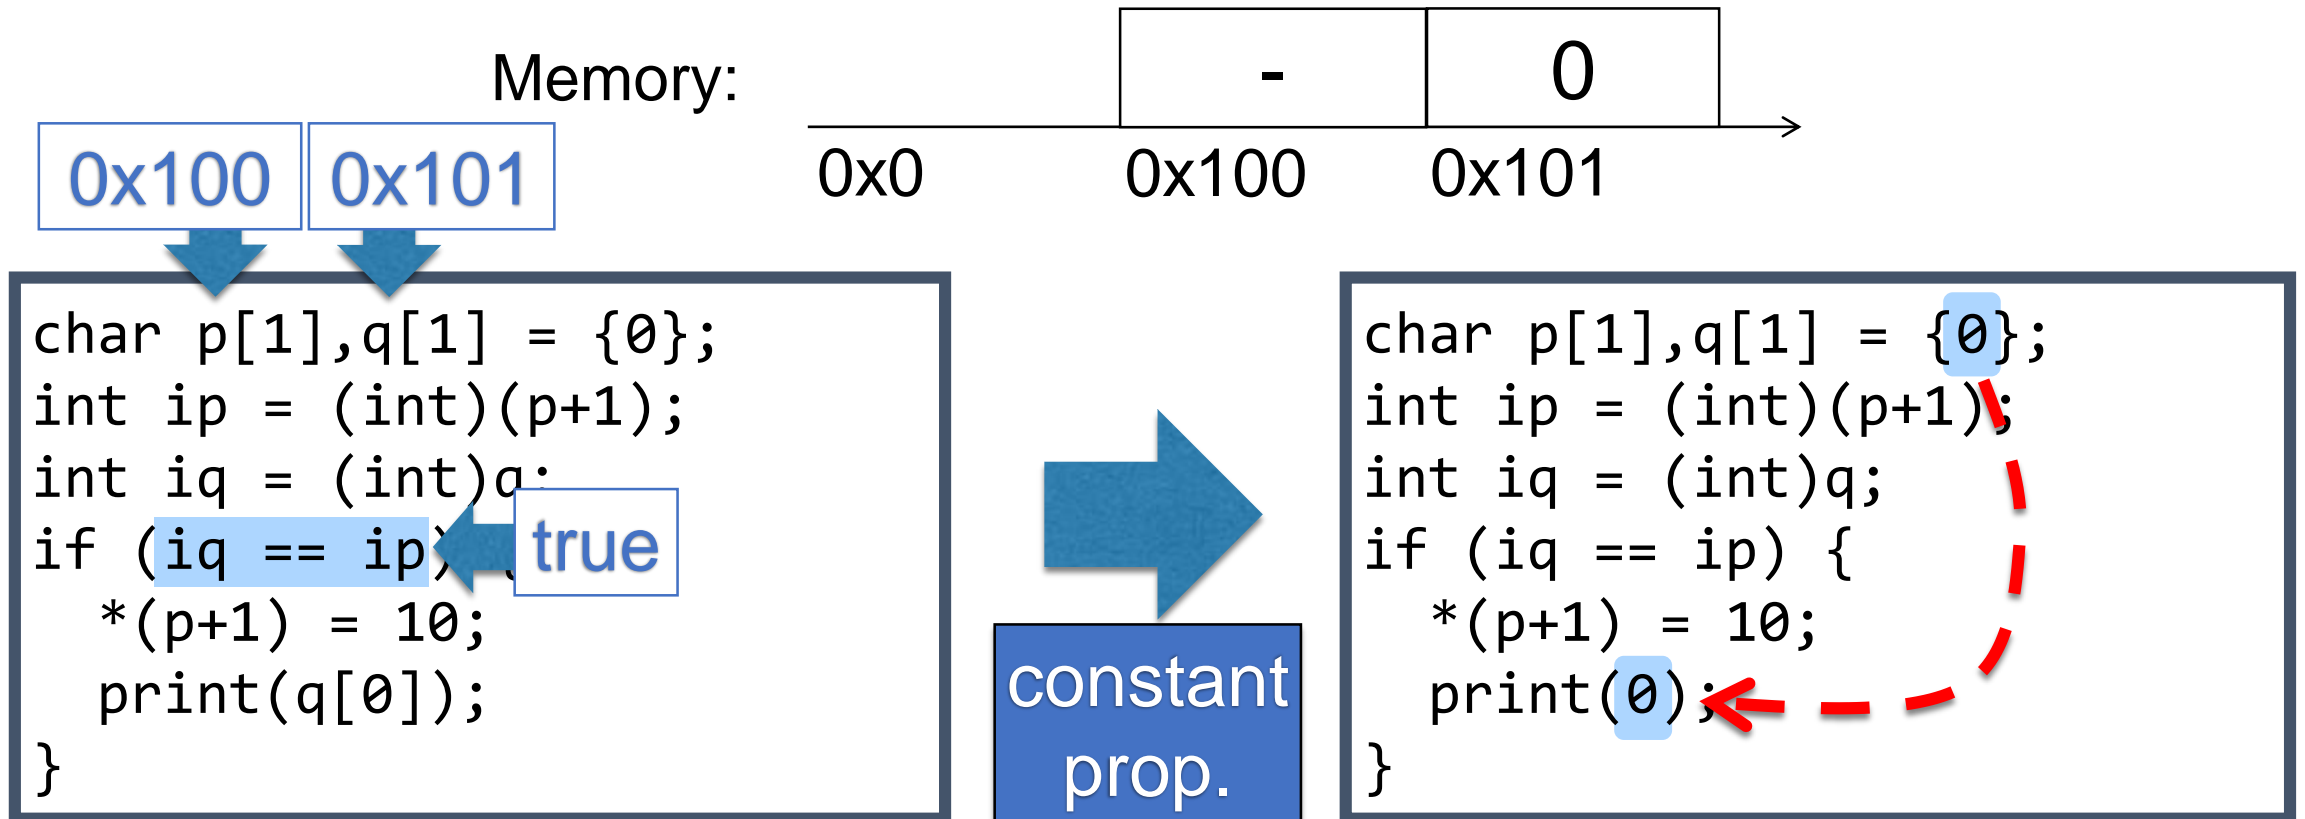 - 0
Memory:
0x100 0x101
0x0 0x100 0x101
char p[1],q[1] = {0};
int ip = (int)(p+1);
int iq = (int)q;
if (iq == ip) {
true
*(p+1) = 10;
print(q[0]);
}
constant
prop.
char p[1],q[1] = {0};
int ip = (int)(p+1);
int iq = (int)q;
if (iq == ip) {
*(p+1) = 10;
print(0);
}